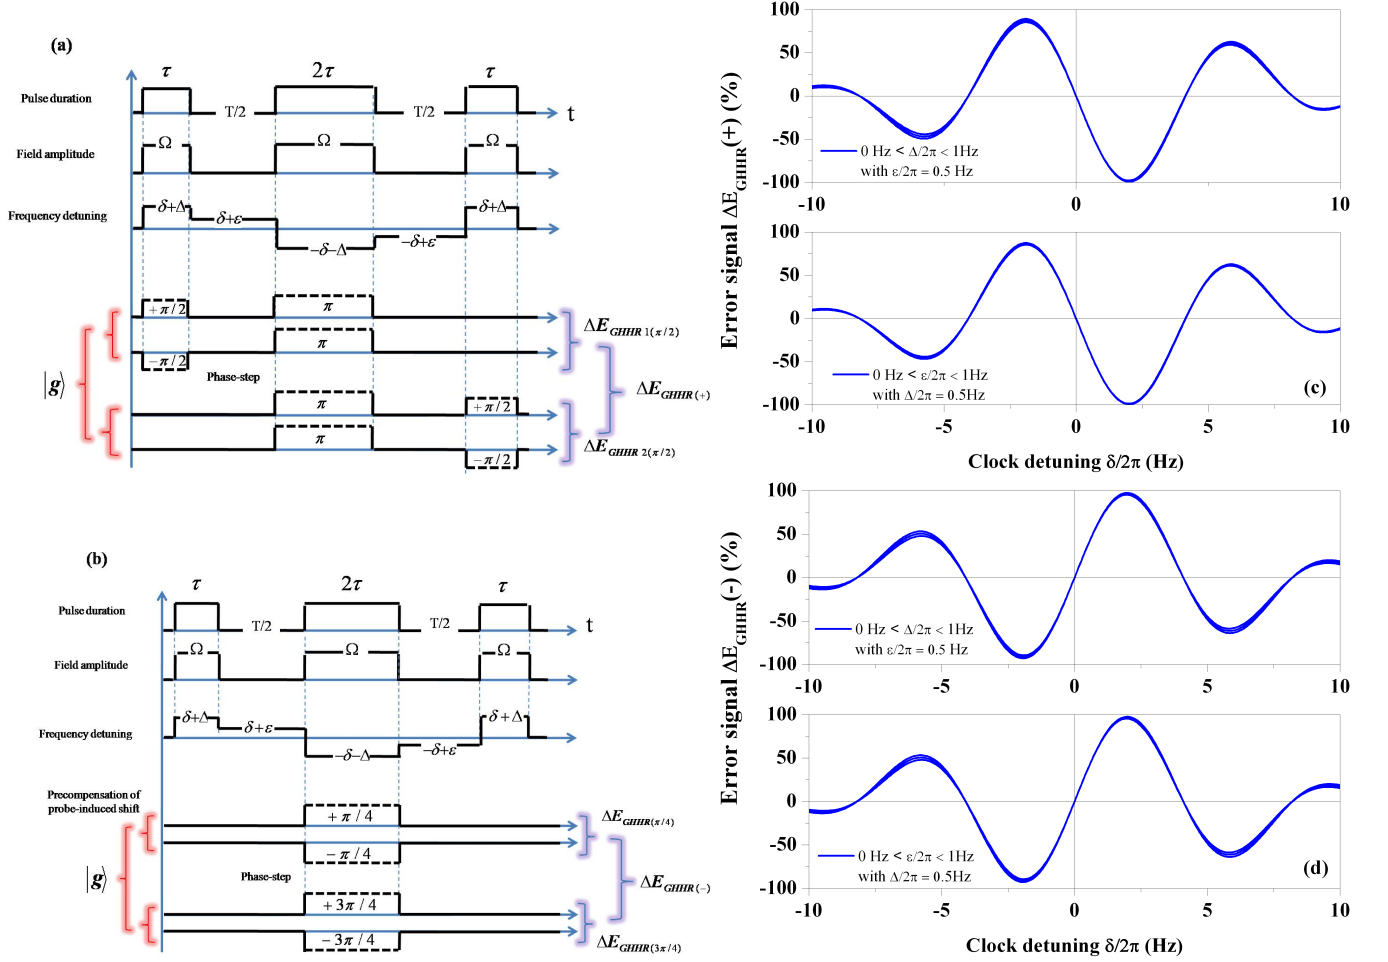 (a)
τ 2τ τ
Pulse duration
T/2 T/2 t
Field amplitude
Ω Ω Ω
Frequency detuning
δ+Δ δ+ε −δ−Δ −δ+ε δ+Δ
+π/2 π
−π/2 π
ΔE_GHHR 1(π/2)
|g⟩
Phase-step
π +π/2
π −π/2
ΔE_GHHR(+)
ΔE_GHHR 2(π/2)
(b)
τ 2τ τ
Pulse duration
T/2 T/2 t
Field amplitude
Ω Ω Ω
Frequency detuning
δ+Δ δ+ε −δ−Δ −δ+ε δ+Δ
Precompensation of
probe-induced shift
+π/4
−π/4
ΔE_GHHR(π/4)
|g⟩
Phase-step
+3π/4
−3π/4
ΔE_GHHR(−)
ΔE_GHHR(3π/4)
Error signal ΔE_GHHR(+) (%)
100
50
0
-50
-100
0 Hz < Δ/2π < 1Hz
with ε/2π = 0.5 Hz
-10 -5 0 5 10
100
50
0
-50
-100
0 Hz < ε/2π < 1Hz
with Δ/2π = 0.5Hz
(c)
-10 -5 0 5 10
Clock detuning δ/2π (Hz)
Error signal ΔE_GHHR(-) (%)
100
50
0
-50
-100
0 Hz < Δ/2π < 1Hz
with ε/2π = 0.5 Hz
-10 -5 0 5 10
100
50
0
-50
-100
0 Hz < ε/2π < 1Hz
with Δ/2π = 0.5Hz
(d)
-10 -5 0 5 10
Clock detuning δ/2π (Hz)